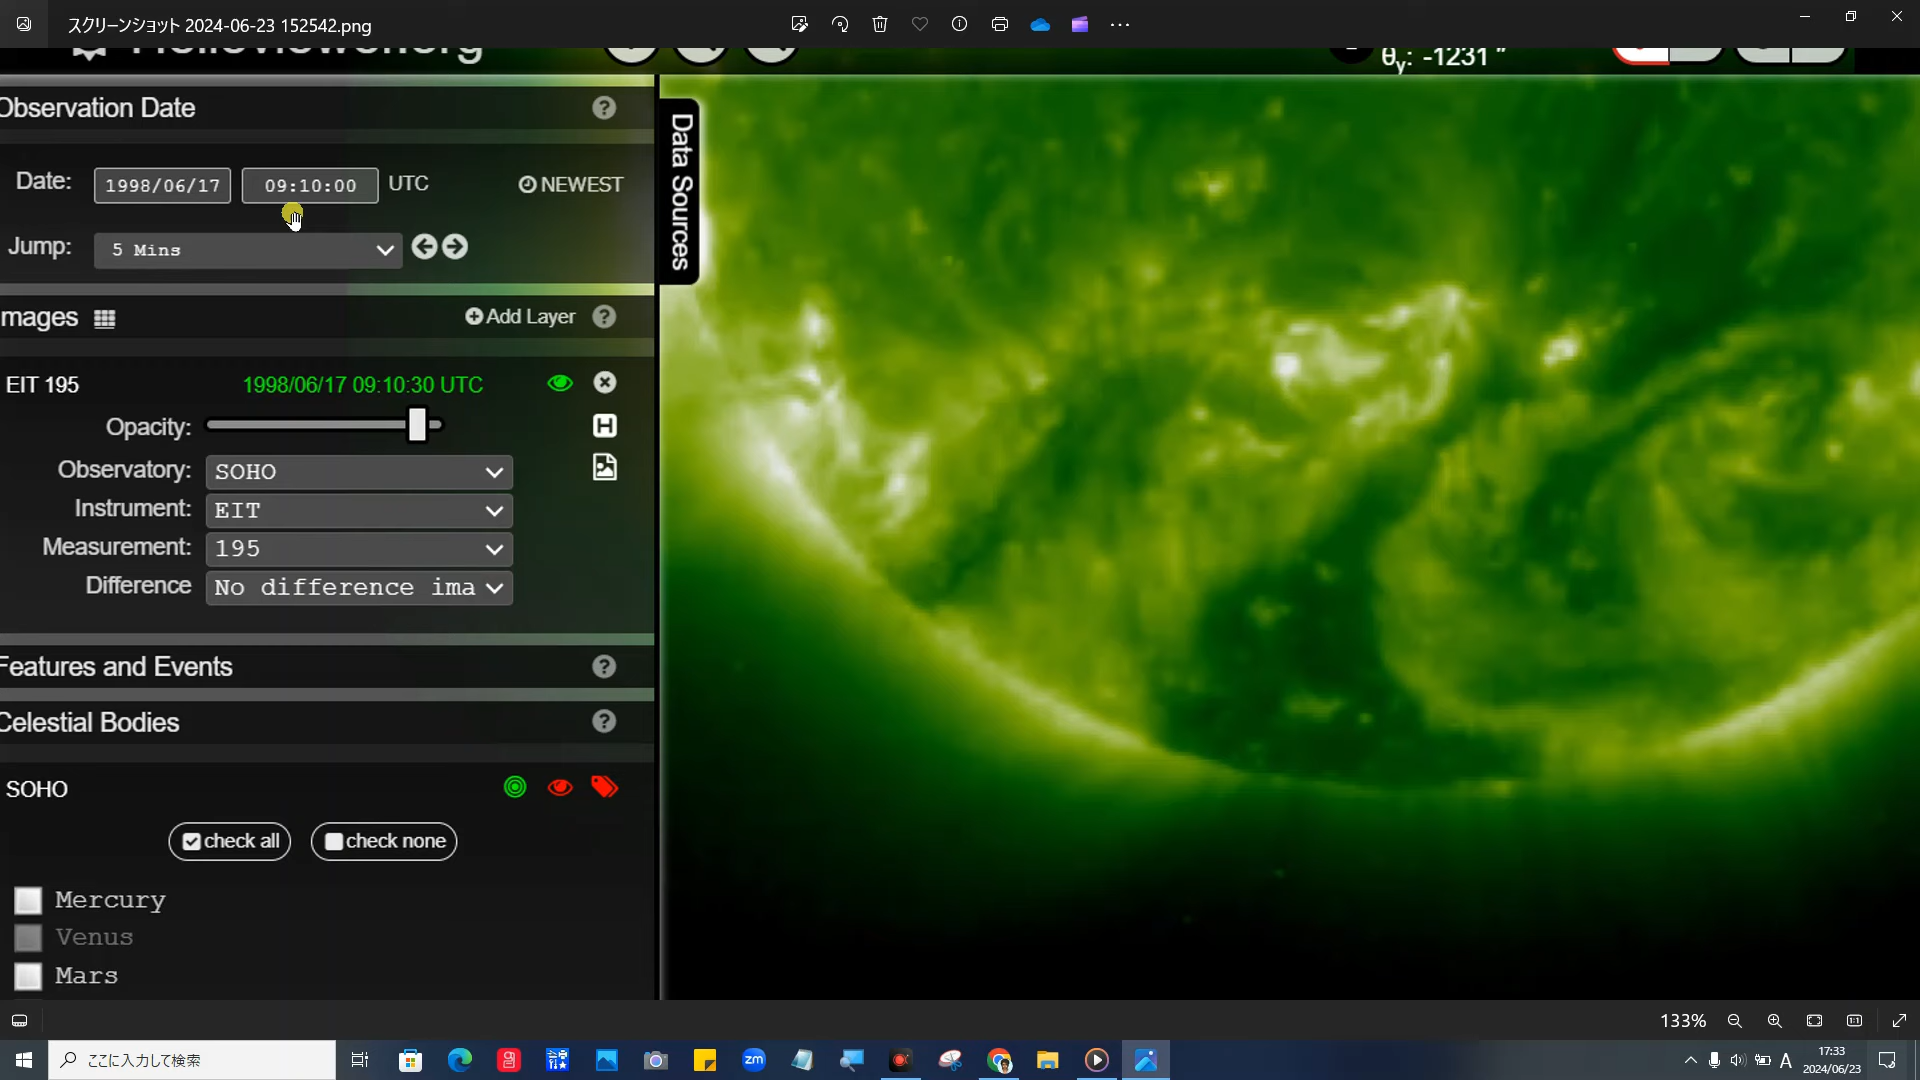 スクリーンショット 2024-06-23 152542.png
θy: -1231 "
Observation Date
Date: 1998/06/17 09:10:00 UTC NEWEST
Jump: 5 Mins
Data Sources
mages Add Layer
EIT 195 1998/06/17 09:10:30 UTC
Opacity:
Observatory: SOHO
Instrument: EIT
Measurement: 195
Difference No difference ima
Features and Events
Celestial Bodies
SOHO
check all check none
Mercury
Venus
Mars
133%
ここに入力して検索
zm
A
17:33
2024/06/23